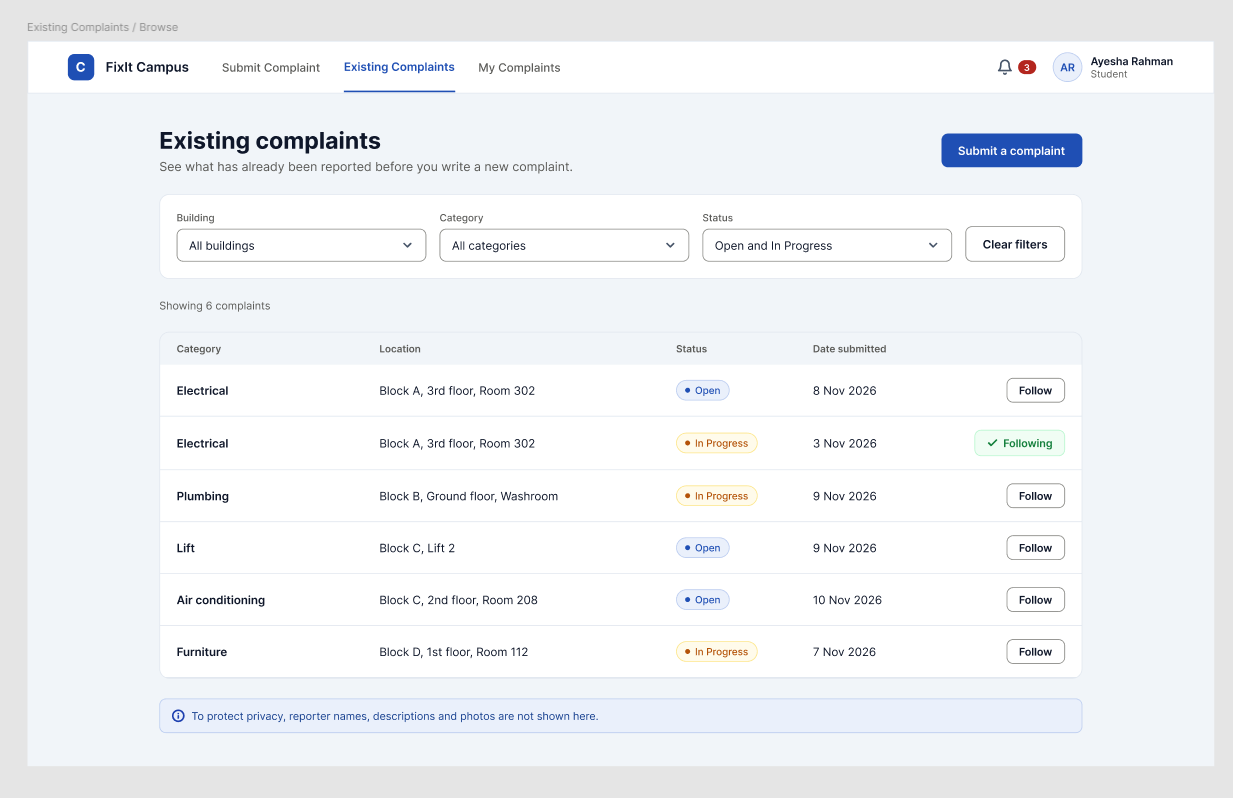 Existing Complaints / Browse
C FixIt Campus Submit Complaint Existing Complaints My Complaints 3 AR Ayesha Rahman
Student
Existing complaints
See what has already been reported before you write a new complaint.
Submit a complaint
Building Category Status
All buildings All categories Open and In Progress Clear filters
Showing 6 complaints
Category Location Status Date submitted
Electrical Block A, 3rd floor, Room 302 Open 8 Nov 2026 Follow
Electrical Block A, 3rd floor, Room 302 In Progress 3 Nov 2026 Following
Plumbing Block B, Ground floor, Washroom In Progress 9 Nov 2026 Follow
Lift Block C, Lift 2 Open 9 Nov 2026 Follow
Air conditioning Block C, 2nd floor, Room 208 Open 10 Nov 2026 Follow
Furniture Block D, 1st floor, Room 112 In Progress 7 Nov 2026 Follow
To protect privacy, reporter names, descriptions and photos are not shown here.